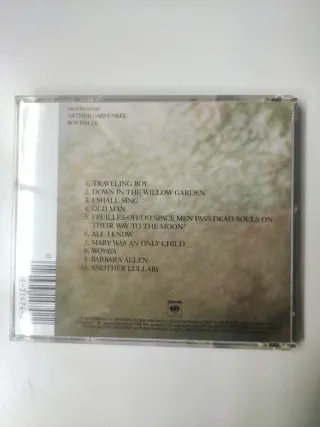 PRODUCED BY
ARTHUR GARFUNKEL
ROY HALEE
1. TRAVELING BOY
2. DOWN IN THE WILLOW GARDEN
3. I SHALL SING
4. OLD MAN
5. FEUILLES-OH/DO SPACE MEN PASS DEAD SOULS ON
THEIR WAY TO THE MOON?
6. ALL I KNOW
7. MARY WAS AN ONLY CHILD
8. WOYAYA
9. BARBARA ALLEN
10. ANOTHER LULLABY